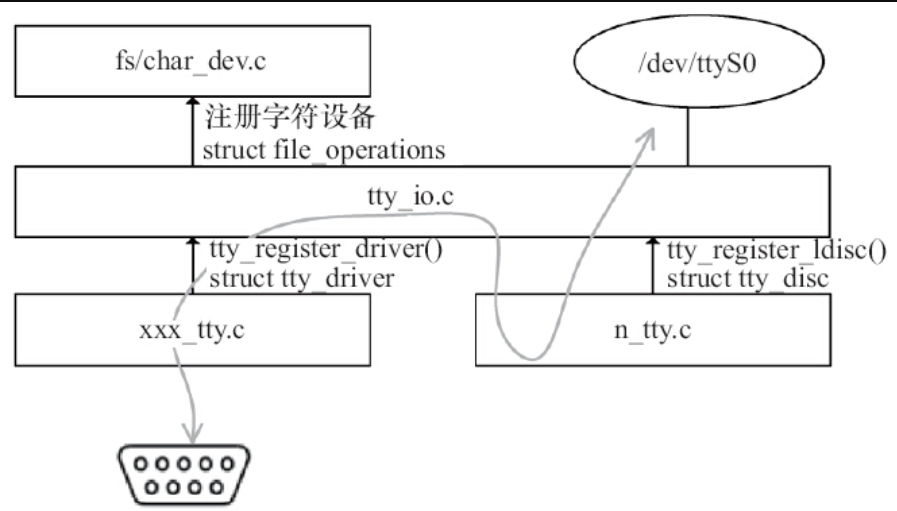 fs/char_dev.c
/dev/ttyS0
注册字符设备
struct file_operations
tty_io.c
tty_register_driver()
struct tty_driver
tty_register_ldisc()
struct tty_disc
xxx_tty.c
n_tty.c